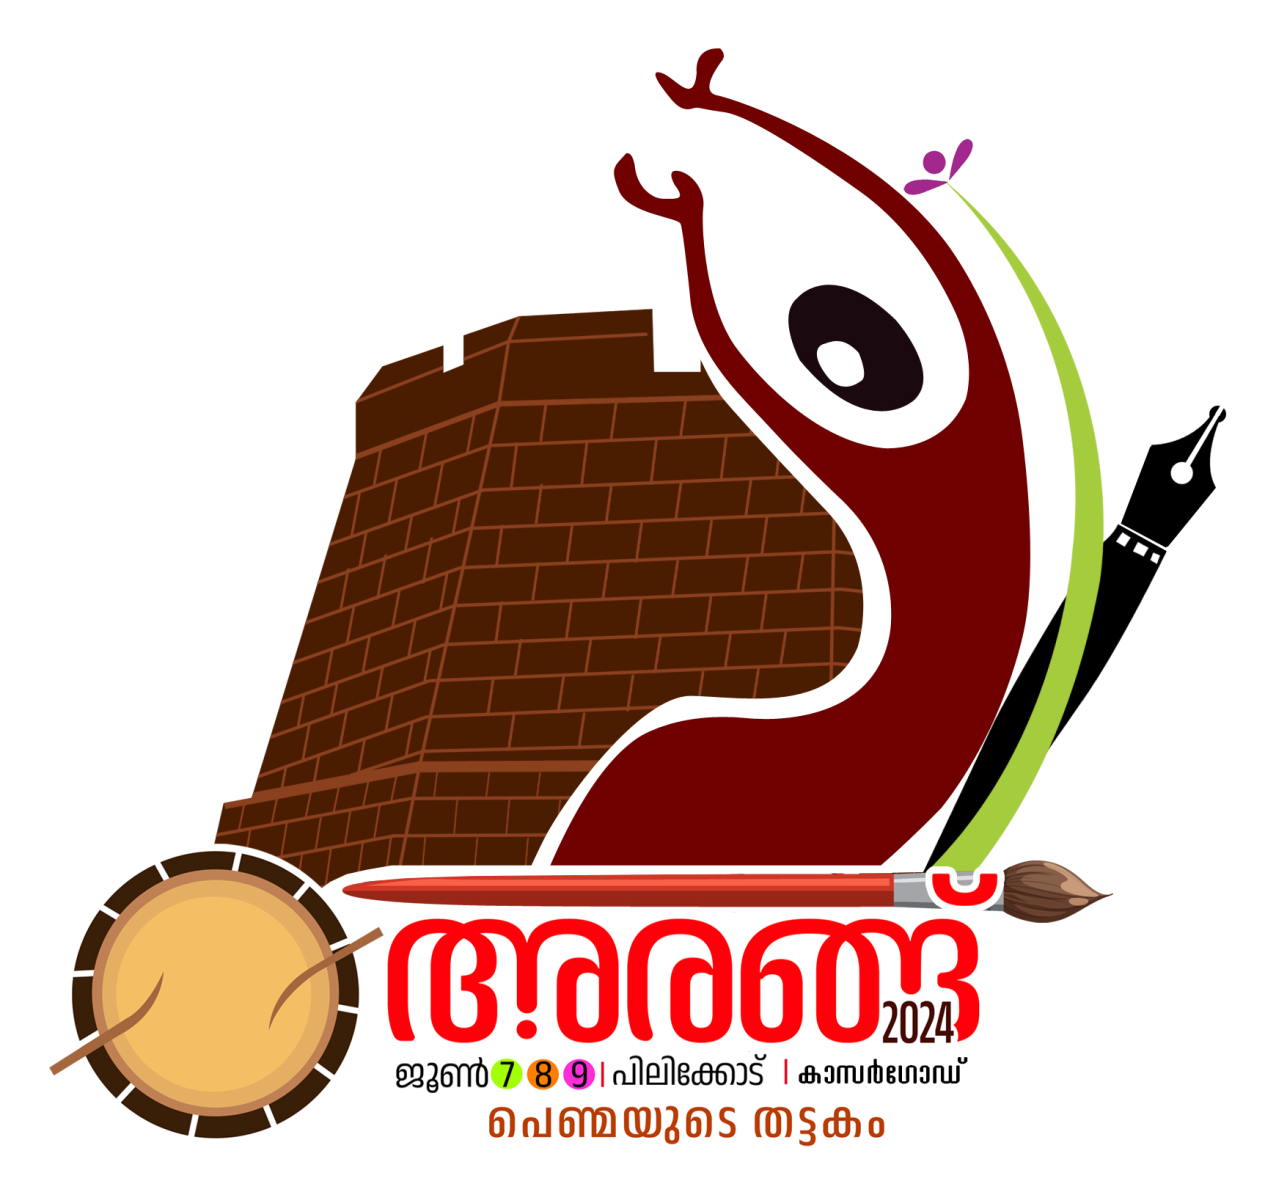 അരങ്ങ്
2024
ജൂൺ 7 8 9 | പിലിക്കോട് | കാസർഗോഡ്
പെണ്മയുടെ തട്ടകം